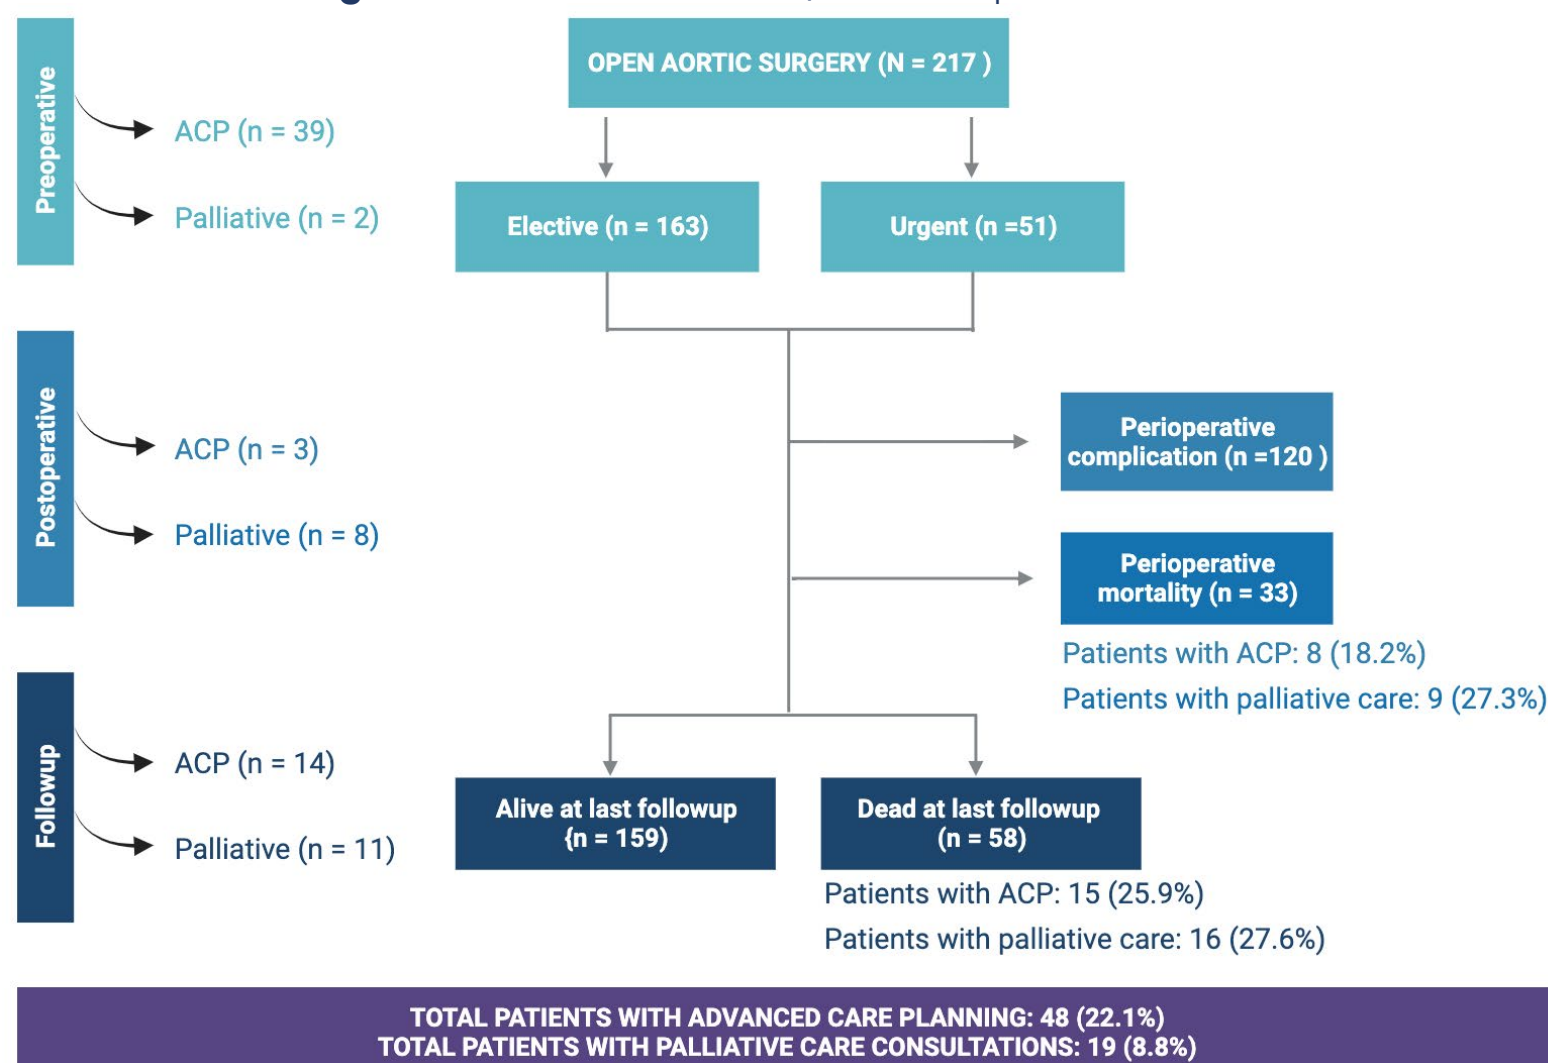 OPEN AORTIC SURGERY (N = 217 )
Preoperative
ACP (n = 39)
Palliative (n = 2)
Elective (n = 163)
Urgent (n =51)
Postoperative
ACP (n = 3)
Palliative (n = 8)
Perioperative
complication (n =120 )
Perioperative
mortality (n = 33)
Patients with ACP: 8 (18.2%)
Patients with palliative care: 9 (27.3%)
Followup
ACP (n = 14)
Palliative (n = 11)
Alive at last followup
{n = 159)
Dead at last followup
(n = 58)
Patients with ACP: 15 (25.9%)
Patients with palliative care: 16 (27.6%)
TOTAL PATIENTS WITH ADVANCED CARE PLANNING: 48 (22.1%)
TOTAL PATIENTS WITH PALLIATIVE CARE CONSULTATIONS: 19 (8.8%)